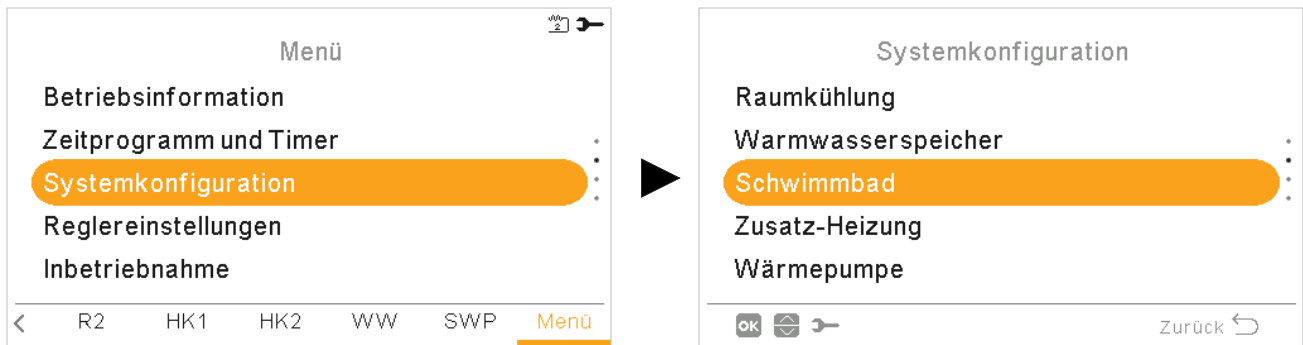 2
Menü
Betriebsinformation
Zeitprogramm und Timer
Systemkonfiguration
Reglereinstellungen
Inbetriebnahme
< R2 HK1 HK2 WW SWP Menü
Systemkonfiguration
Raumkühlung
Warmwasserspeicher
Schwimmbad
Zusatz-Heizung
Wärmepumpe
OK Zurück